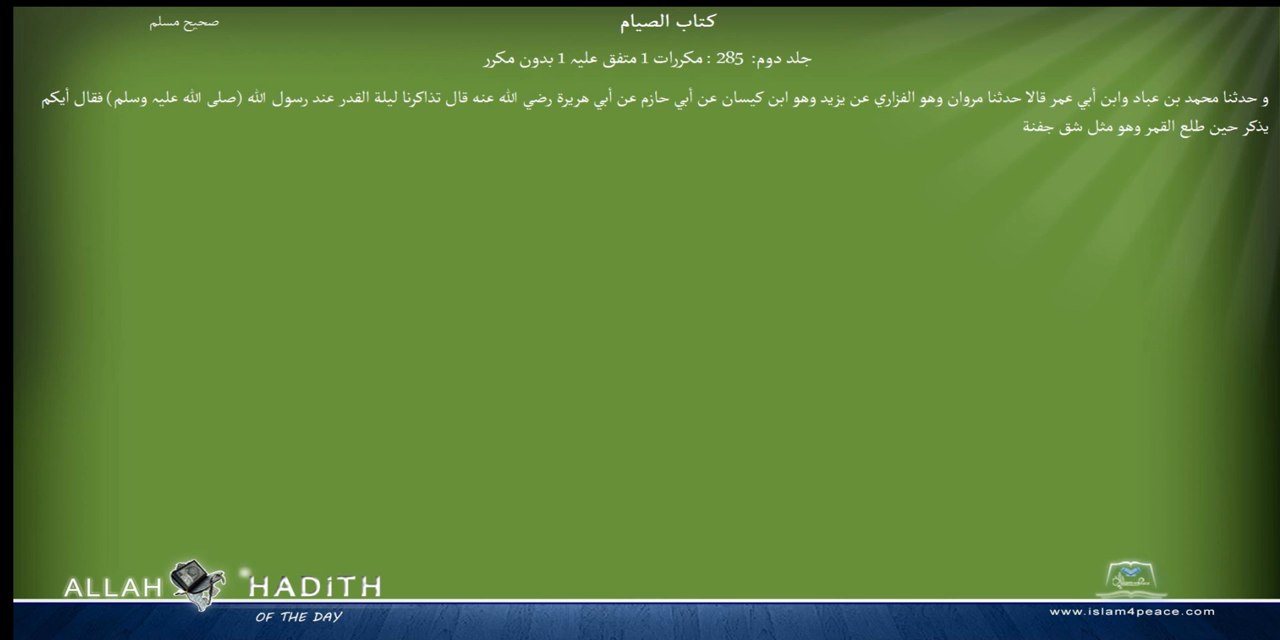 كتاب الصيام
صحيح مسلم
جلد دوم: 285 : مكررات 1 متفق عليہ 1 بدون مكرر
و حدثنا محمد بن عباد وابن أبي عمر قالا حدثنا مروان وهو الفزاري عن يزيد وهو ابن كيسان عن أبي حازم عن أبي هريرة رضي الله عنه قال تذاكرنا ليلة القدر عند رسول الله (صلى الله عليہ وسلم) فقال أيكم
يذكر حين طلع القمر وهو مثل شق جفنة
ALLAH HADITH
OF THE DAY
www.islam4peace.com